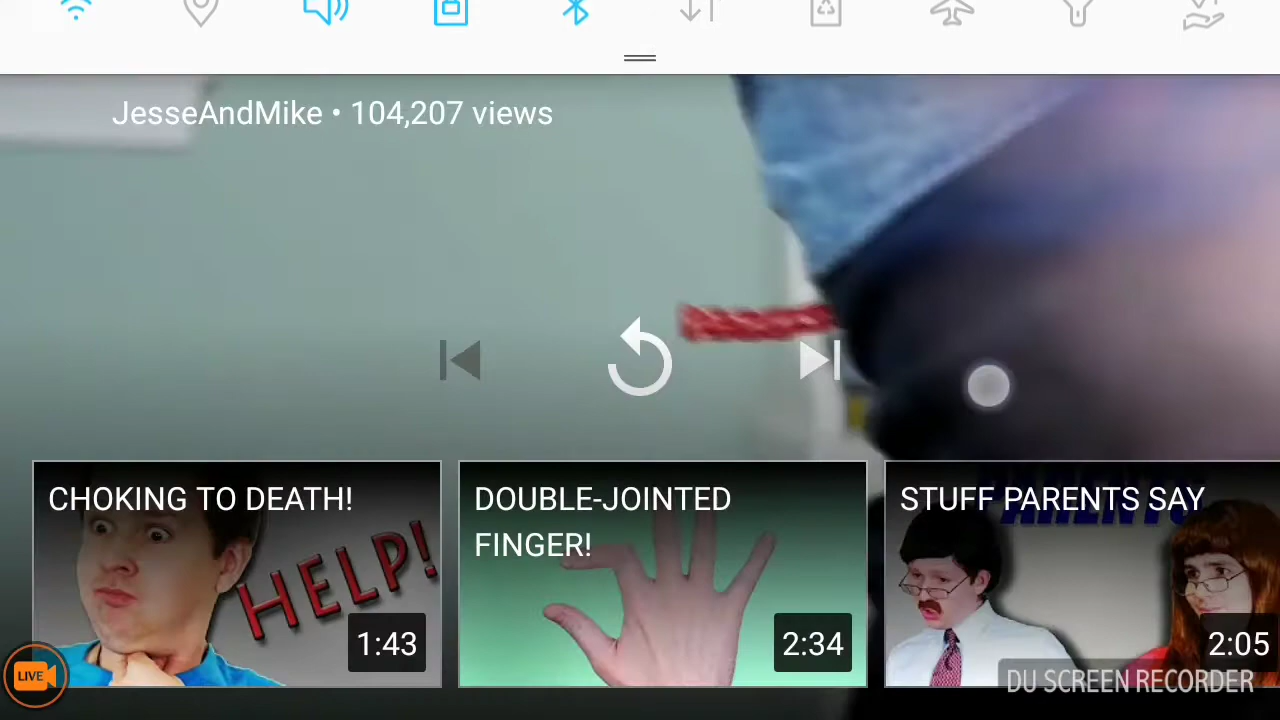 JesseAndMike • 104,207 views
CHOKING TO DEATH!
HELP!
1:43
DOUBLE-JOINTED
FINGER!
2:34
STUFF PARENTS SAY
PARENTS
2:05
LIVE
DU SCREEN RECORDER